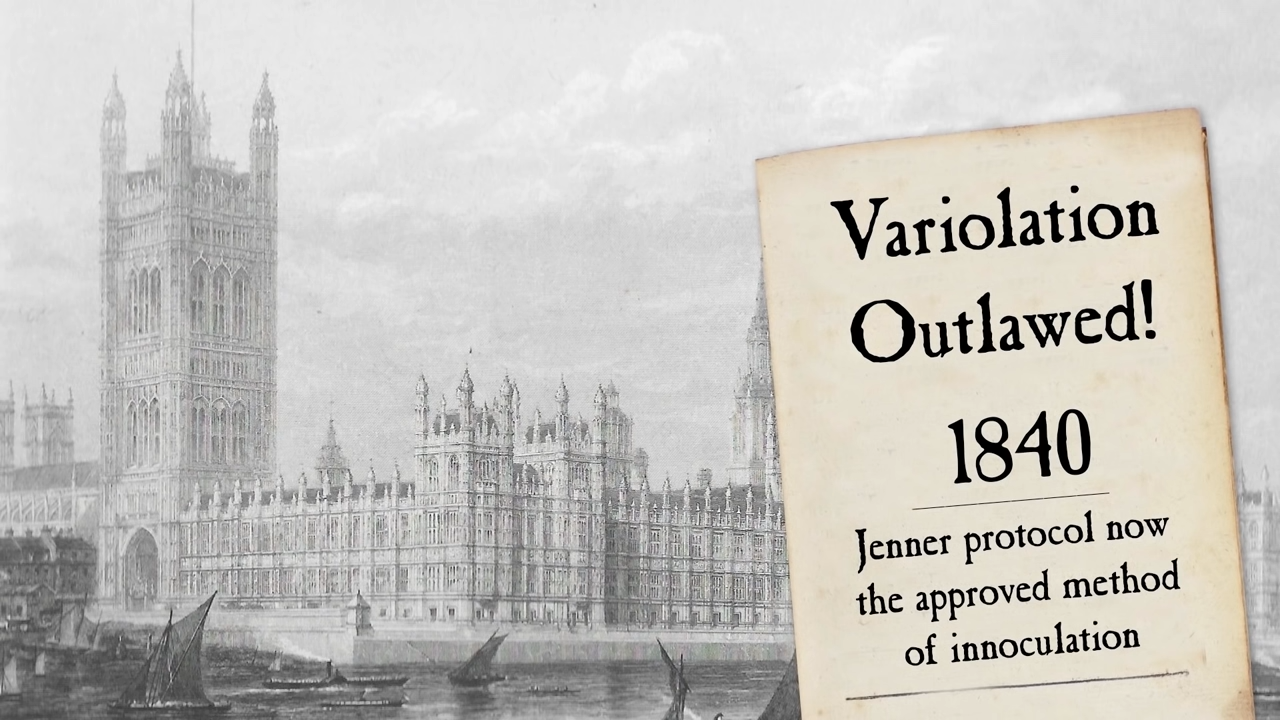 Variolation
Outlawed!
1840
Jenner protocol now
the approved method
of innoculation